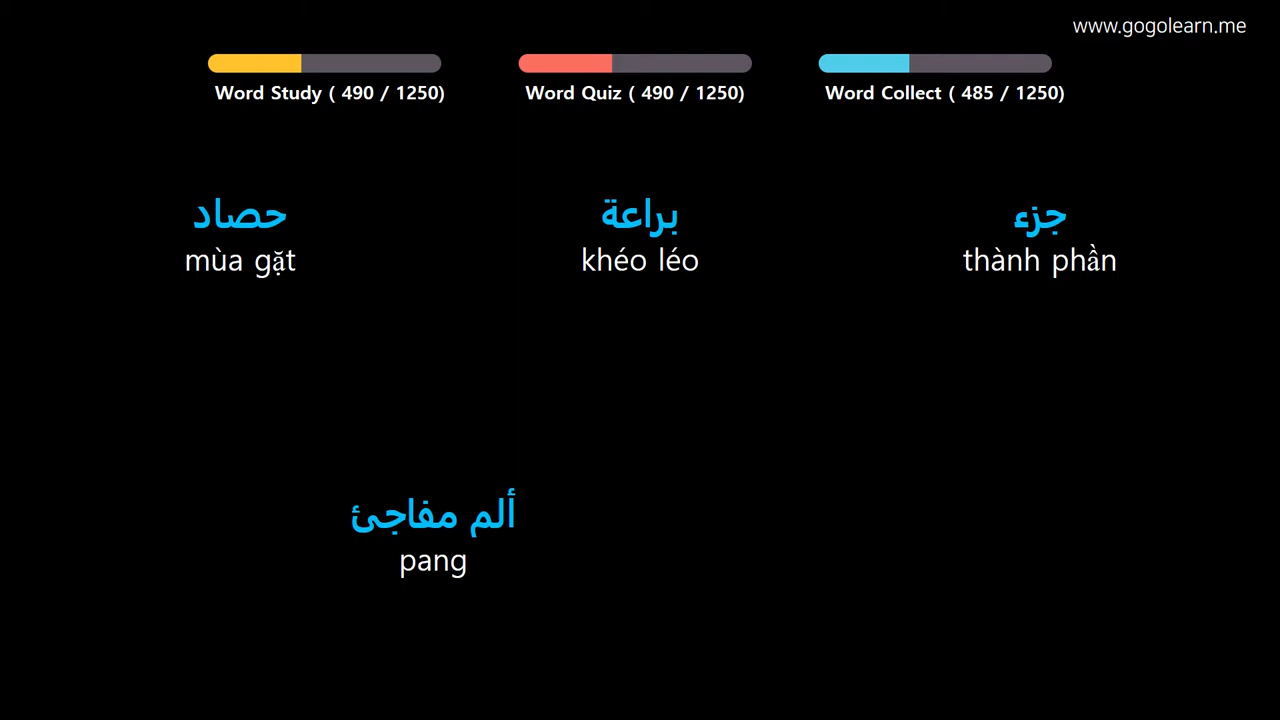 www.gogolearn.me
Word Study ( 490 / 1250)
Word Quiz ( 490 / 1250)
Word Collect ( 485 / 1250)
حصاد
mùa gặt
براعة
khéo léo
جزء
thành phần
ألم مفاجئ
pang